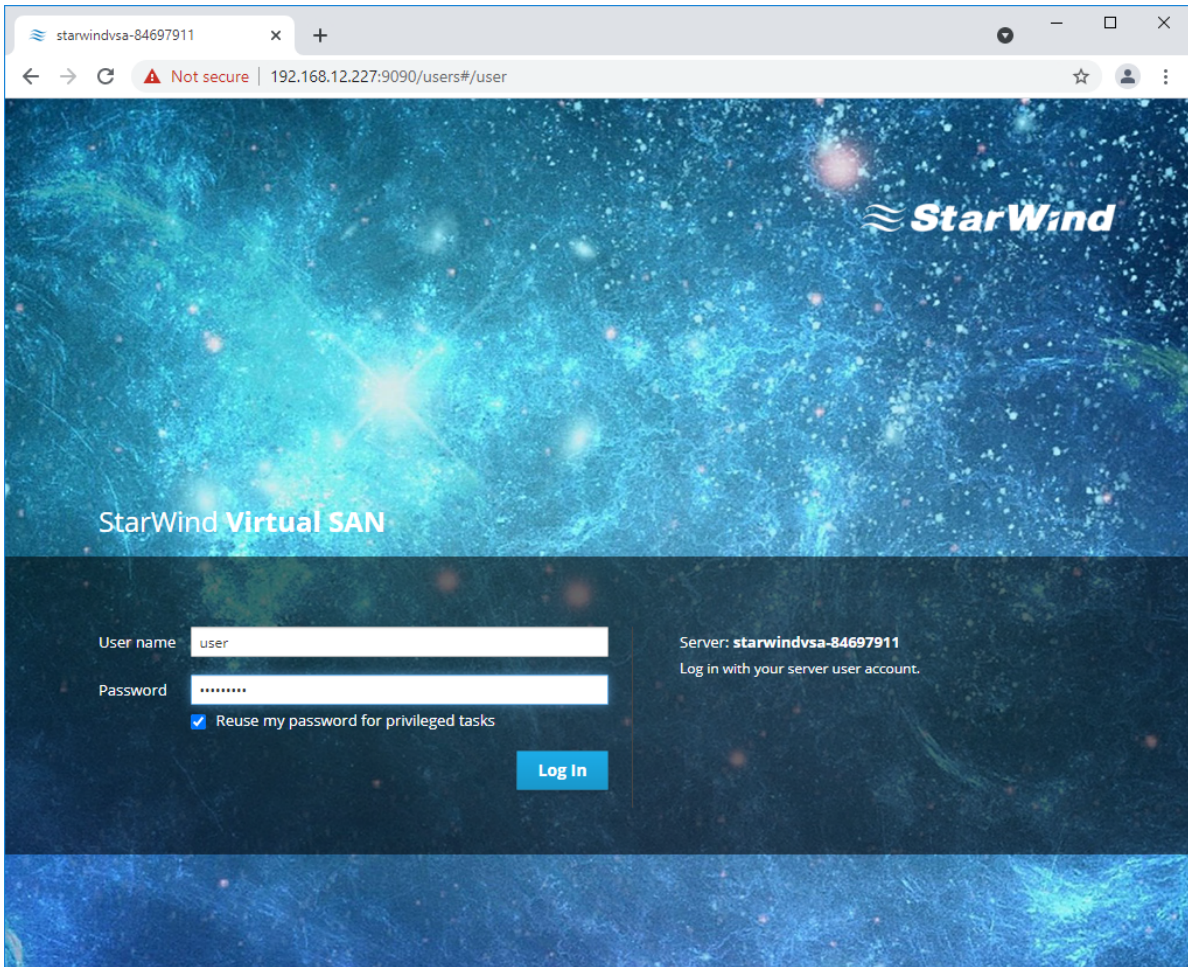 starwindvsa-84697911
Not secure | 192.168.12.227:9090/users#/user
StarWind
StarWind Virtual SAN
User name user
Password •••••••••
Reuse my password for privileged tasks
Log In
Server: starwindvsa-84697911
Log in with your server user account.